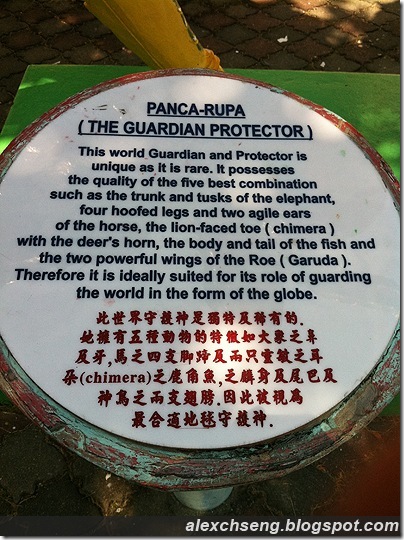 PANCA-RUPA
( THE GUARDIAN PROTECTOR )
This world Guardian and Protector is
unique as it is rare. It possesses
the quality of the five best combination
such as the trunk and tusks of the elephant,
four hoofed legs and two agile ears
of the horse, the lion-faced toe ( chimera )
with the deer's horn, the body and tail of the fish and
the two powerful wings of the Roe ( Garuda ).
Therefore it is ideally suited for its role of guarding
the world in the form of the globe.
此世界守護神是獨特及稀有的.
她擁有五種動物的特徵如大象之鼻
及牙,馬之四支脚蹄及兩只靈敏之耳
朵(chimera)之鹿角魚,之鱗身及尾巴及
神鳥之兩支翅膀.因此被視為
最合適地毯守護神.
alexchseng.blogspot.com